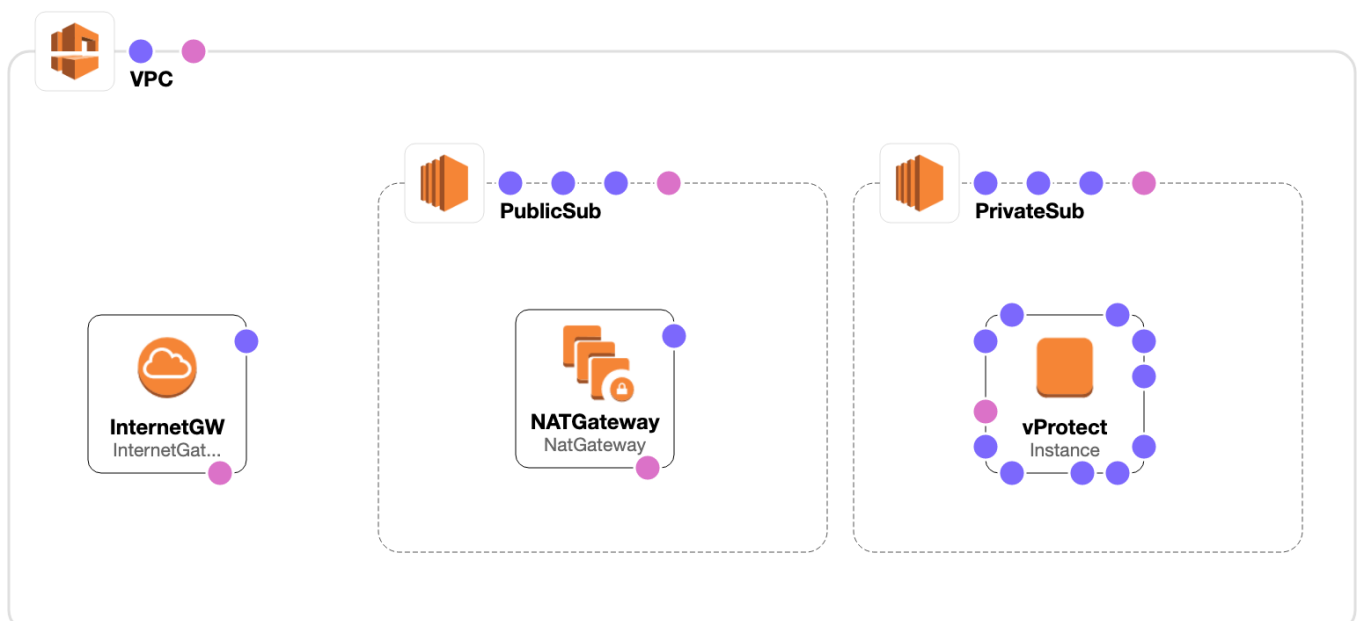 VPC
PublicSub
PrivateSub
InternetGW
InternetGat...
NATGateway
NatGateway
vProtect
Instance